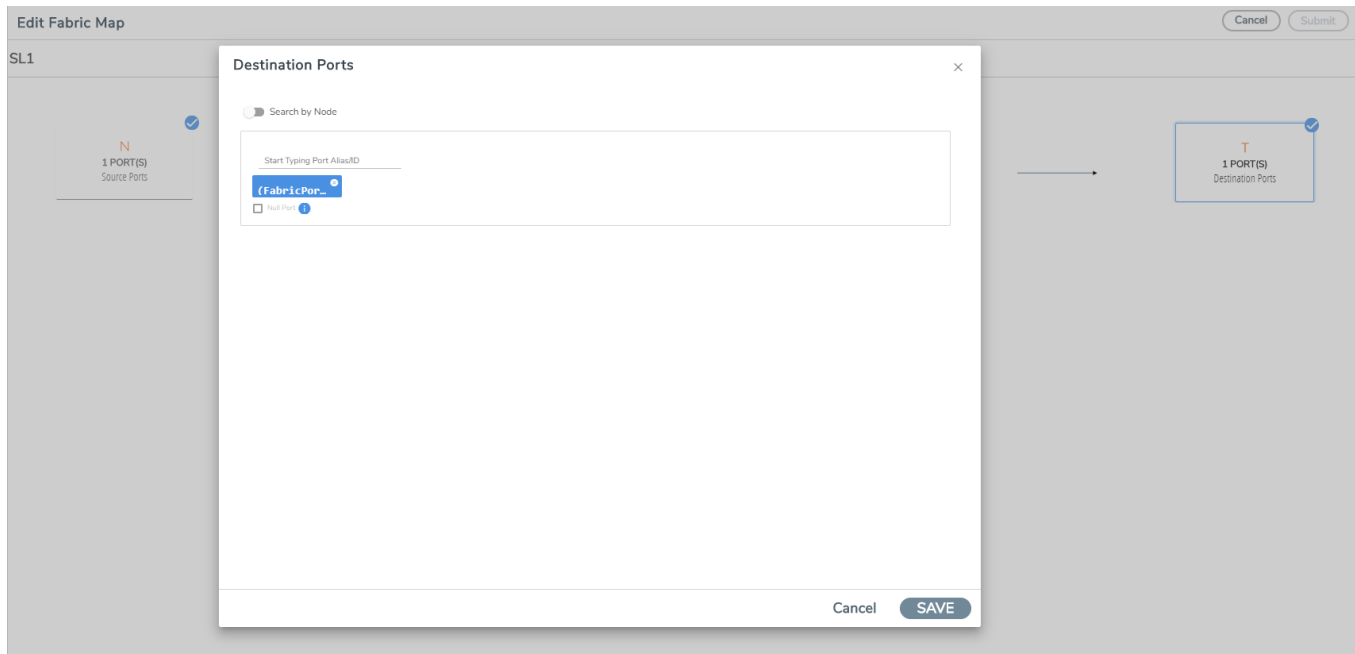 Edit Fabric Map
Cancel
Submit
SL1
Destination Ports
Search by Node
N
1 PORT(S)
Source Ports
Start Typing Port Alias/ID
(FabricPor…
Null Port
T
1 PORT(S)
Destination Ports
Cancel
SAVE